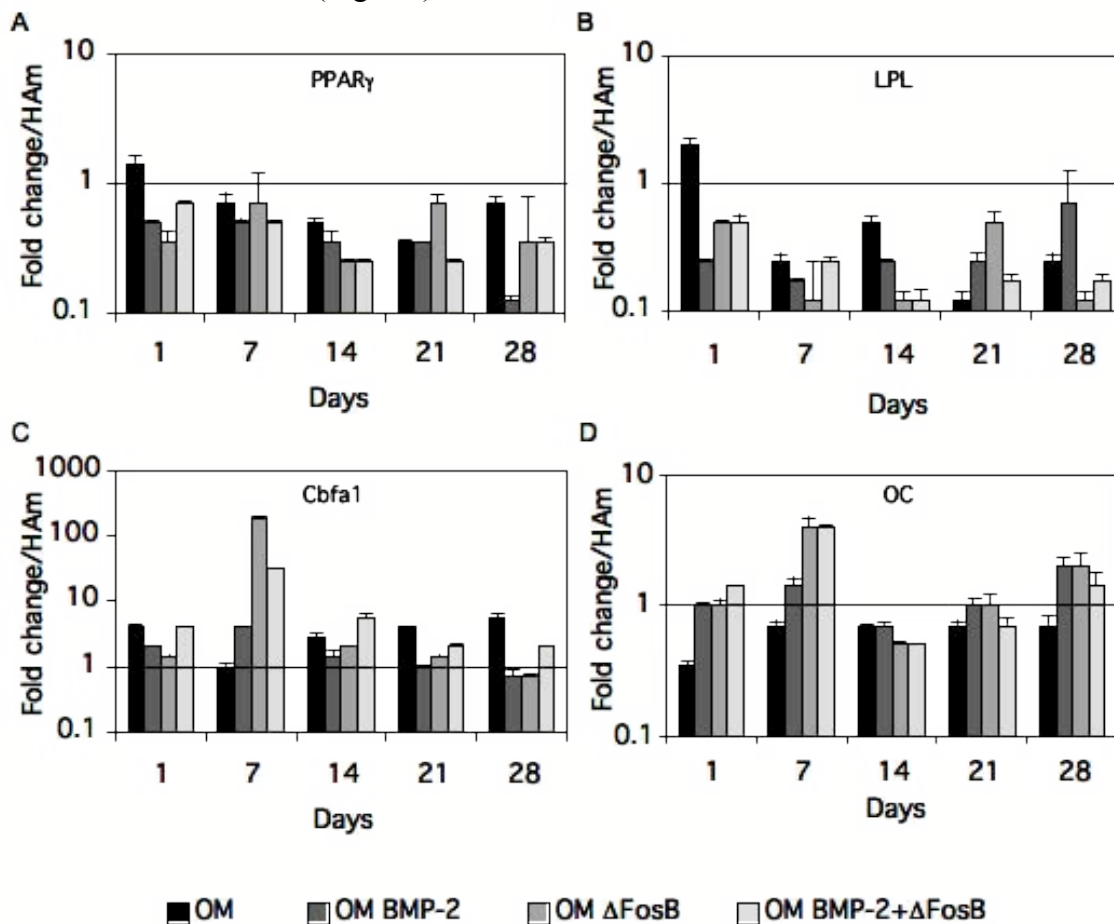 A
10
1
0.1
Fold change/HAm
PPARγ
1 7 14 21 28
Days
B
10
1
0.1
Fold change/HAm
LPL
1 7 14 21 28
Days
C
1000
100
10
1
0.1
Fold change/HAm
Cbfa1
1 7 14 21 28
Days
D
10
1
0.1
Fold change/HAm
OC
1 7 14 21 28
Days
OM OM BMP-2 OM ΔFosB OM BMP-2+ΔFosB